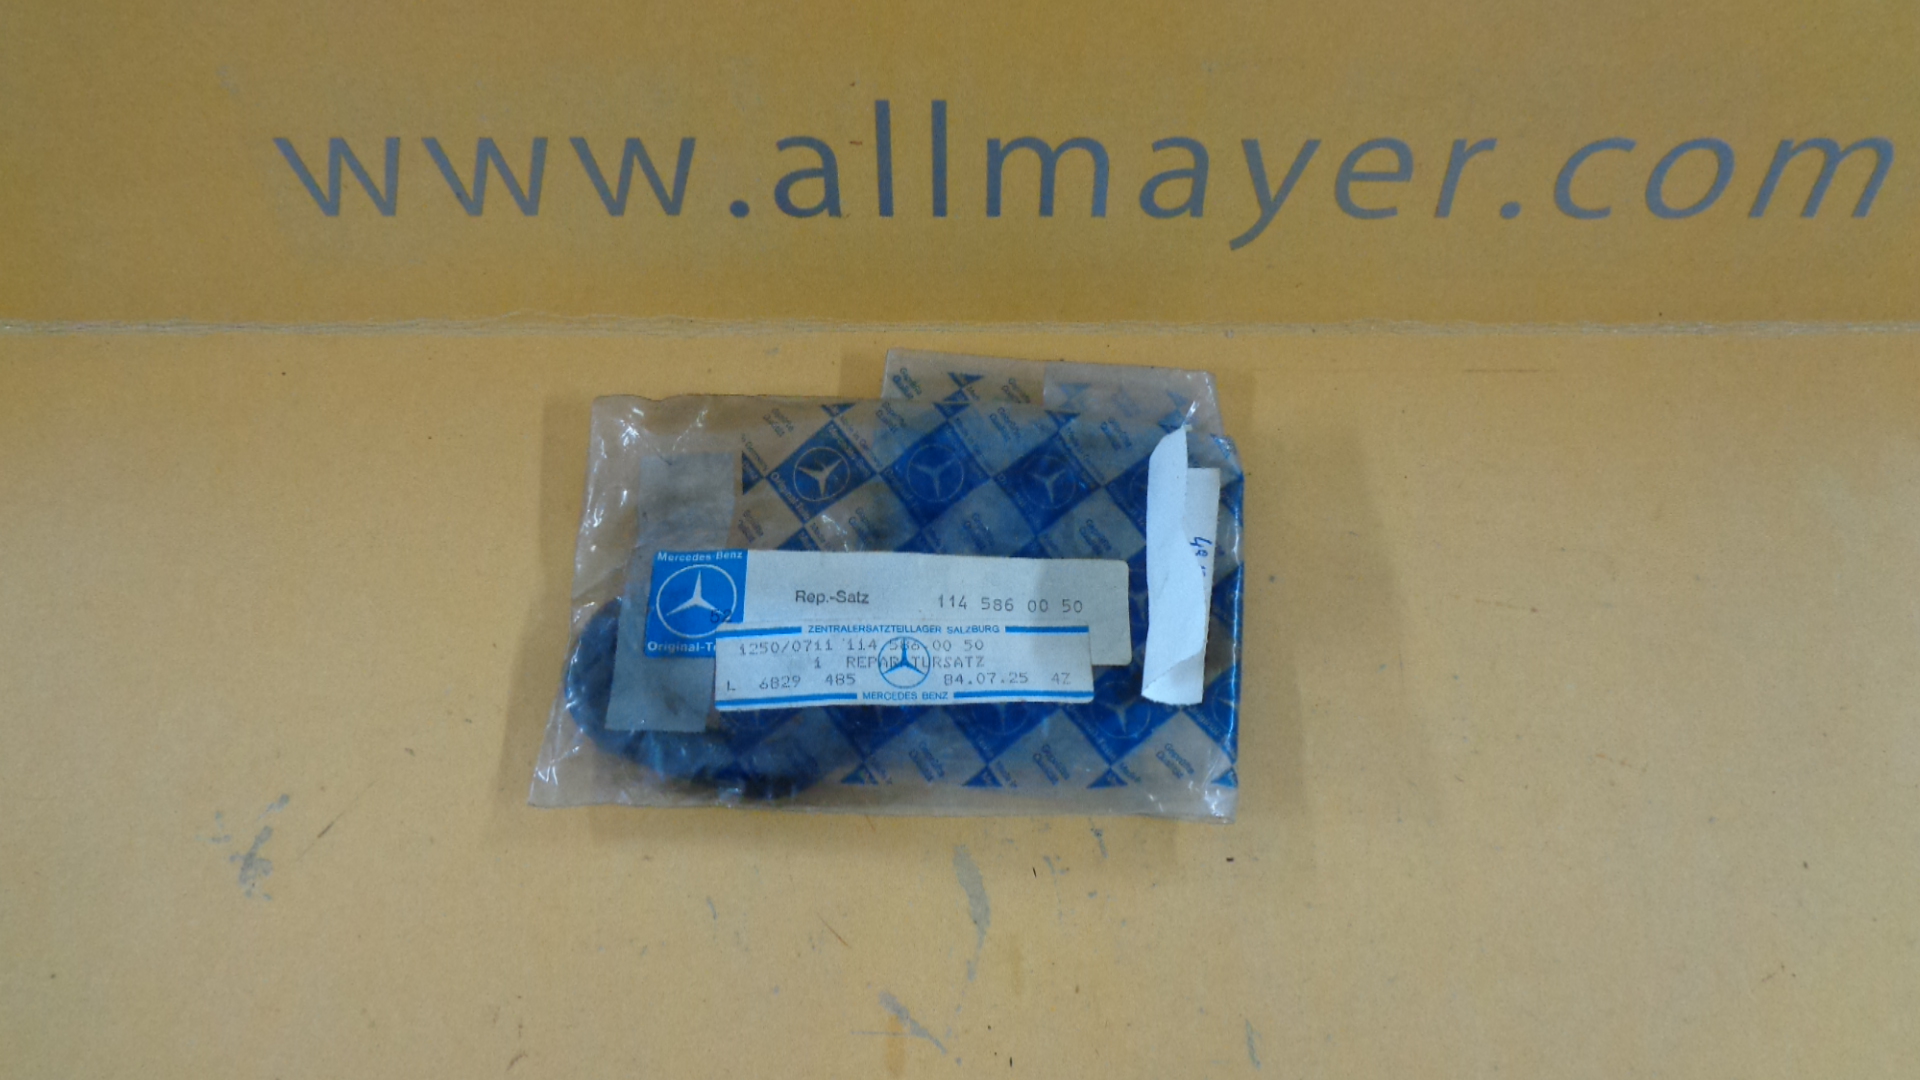 www.allmayer.com
Mercedes Benz
Rep.-Satz 114 586 00 50
52
Original-Te
ZENTRALERSATZTEILLAGER SALZBURG
1250/0711 114 586 00 50
1 REPARATURSATZ
L 6829 485 84.07.25 4Z
MERCEDES BENZ